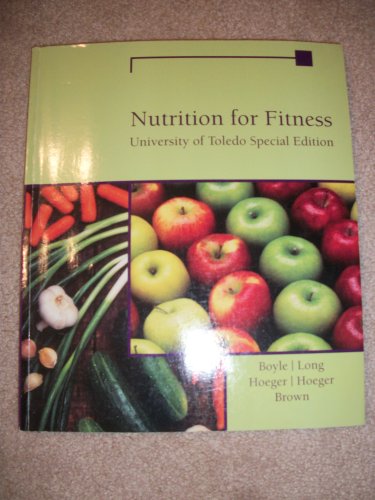 Nutrition for Fitness
University of Toledo Special Edition
Boyle | Long
Hoeger | Hoeger
Brown